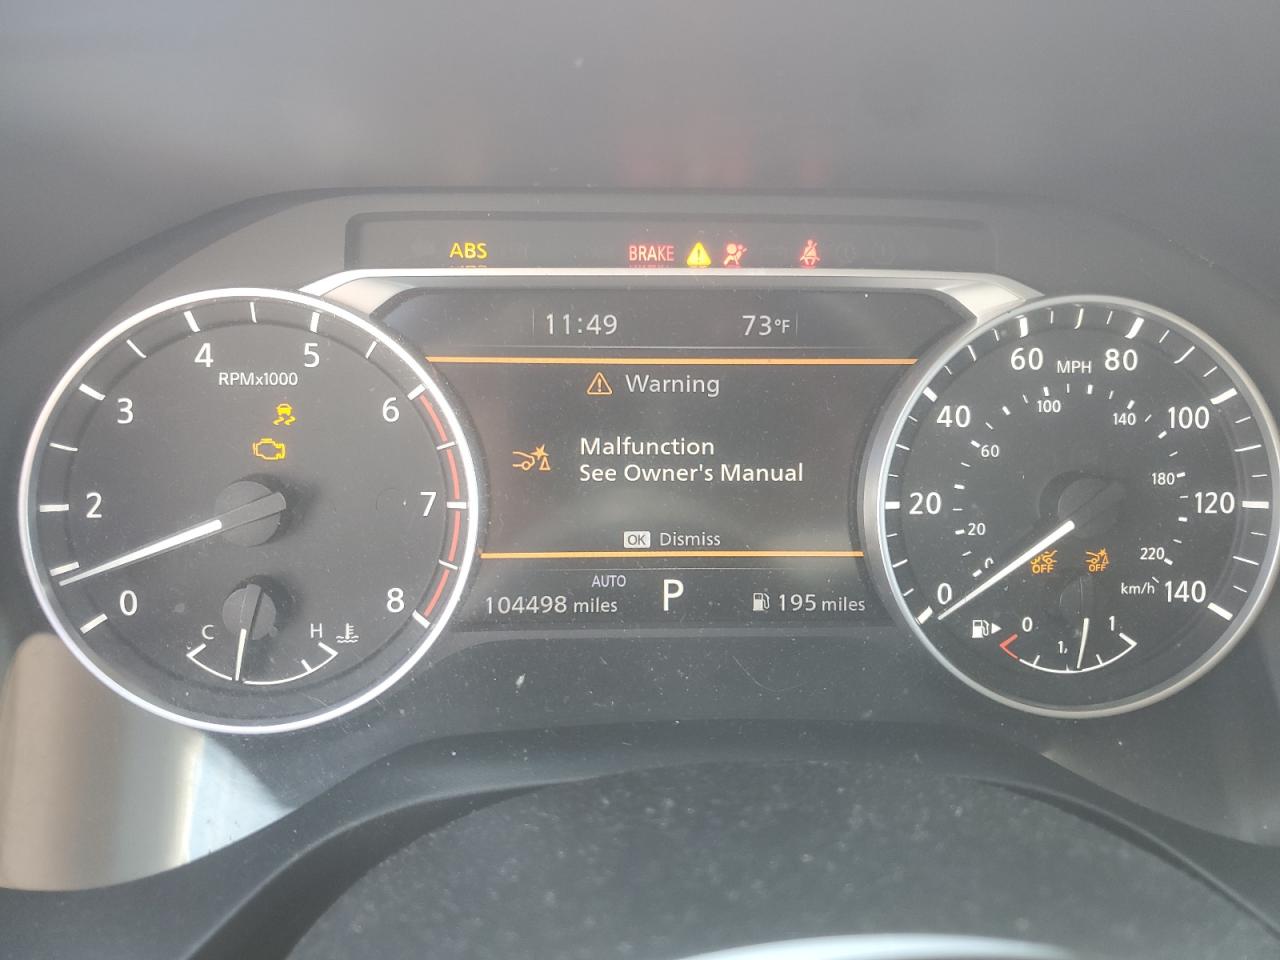 ABS
BRAKE
11:49
73°F
Warning
Malfunction
See Owner's Manual
OK Dismiss
AUTO
104498 miles
P
195 miles
RPMx1000
0
2
3
4
5
6
7
8
C
H
MPH
0
20
40
60
80
100
120
140
km/h
0
20
60
100
140
180
220
OFF
OFF
0
1